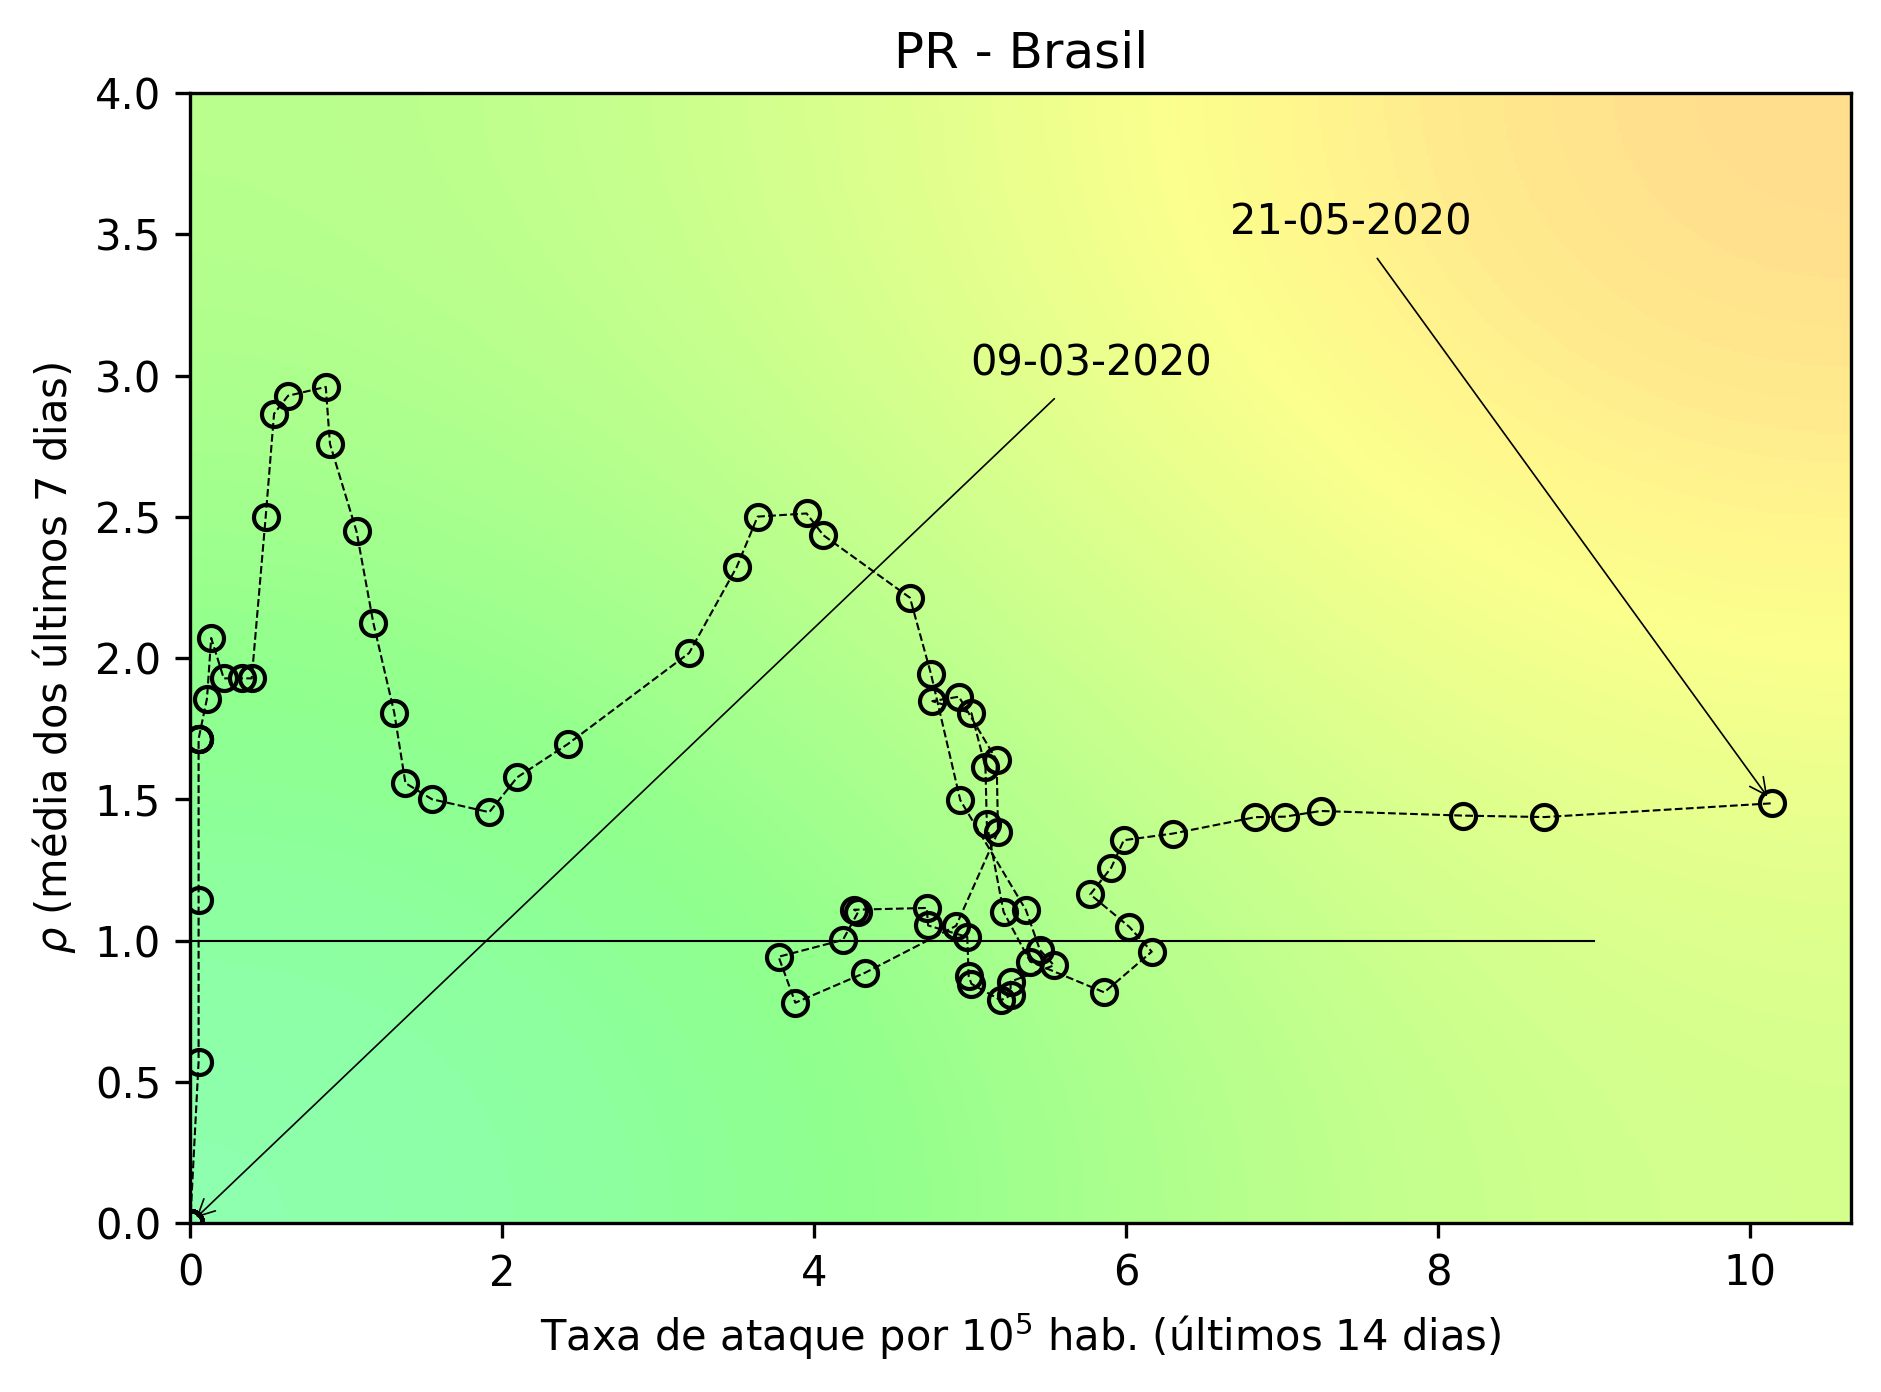 PR - Brasil
4.0
3.5
3.0
2.5
2.0
1.5
1.0
0.5
0.0
ρ (média dos últimos 7 dias)
21-05-2020
09-03-2020
0 2 4 6 8 10
Taxa de ataque por 10⁵ hab. (últimos 14 dias)